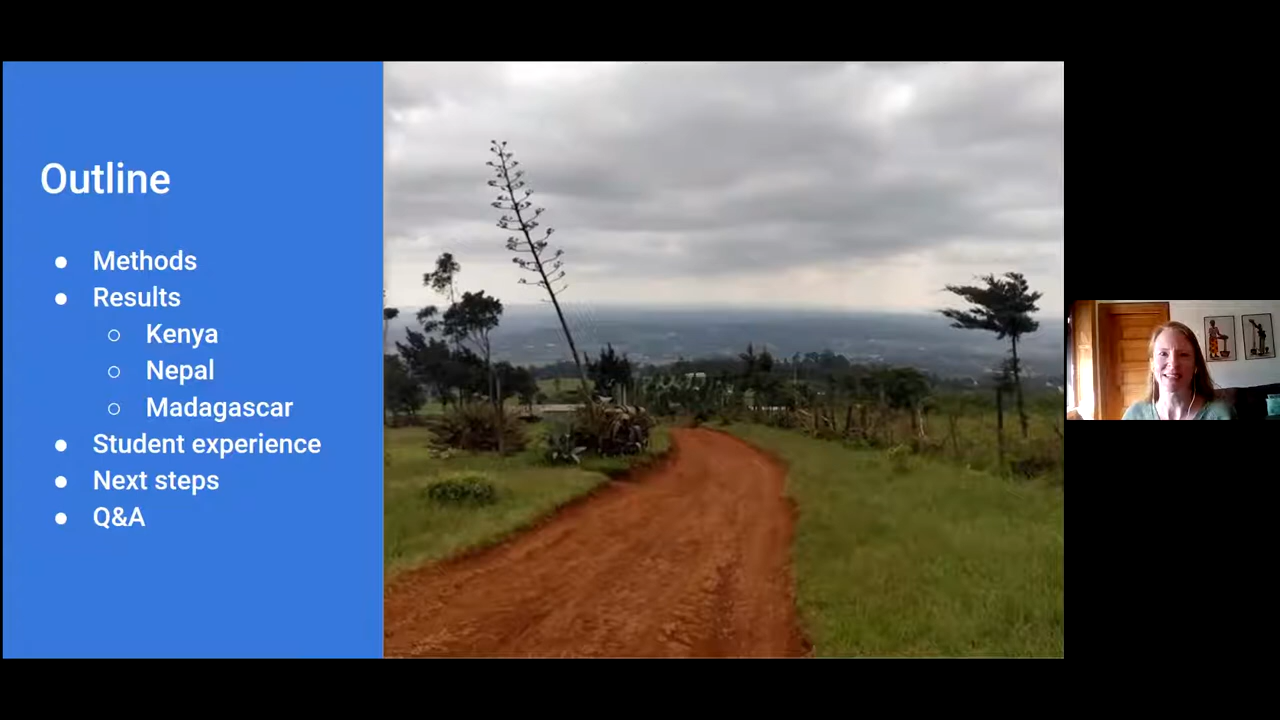 Outline
● Methods
● Results
○ Kenya
○ Nepal
○ Madagascar
● Student experience
● Next steps
● Q&A